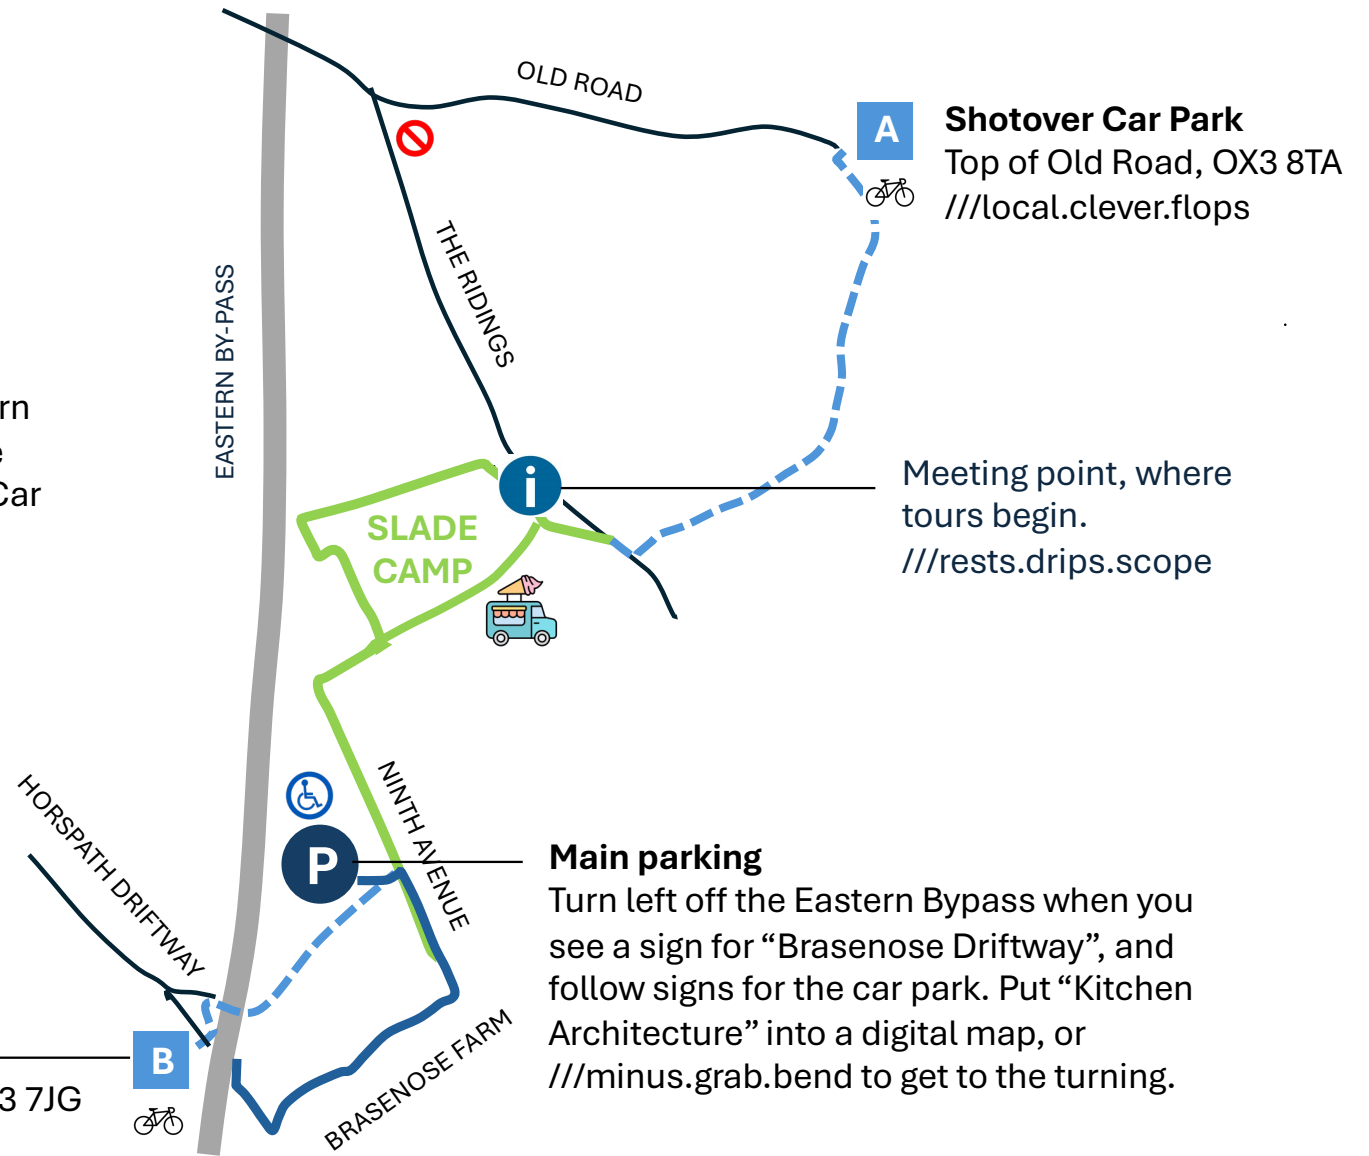 OLD ROAD
A
Shotover Car Park
Top of Old Road, OX3 8TA
///local.clever.flops
THE RIDINGS
EASTERN BY-PASS
rn
e
Car
i
Meeting point, where
tours begin.
///rests.drips.scope
SLADE
CAMP
HORSPATH DRIFTWAY
NINTH AVENUE
P
Main parking
Turn left off the Eastern Bypass when you
see a sign for “Brasenose Driftway”, and
follow signs for the car park. Put “Kitchen
Architecture” into a digital map, or
///minus.grab.bend to get to the turning.
B
3 7JG
BRASENOSE FARM